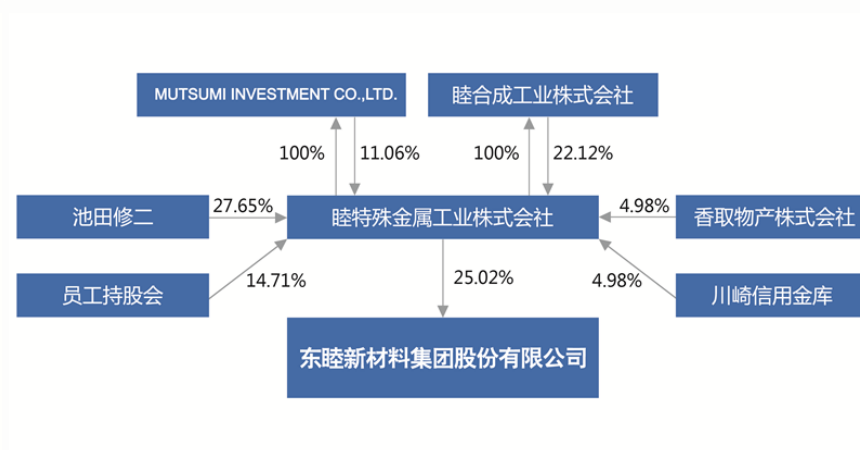 MUTSUMI INVESTMENT CO.,LTD.
睦合成工业株式会社
100%
11.06%
100%
22.12%
池田修二
27.65%
睦特殊金属工业株式会社
4.98%
香取物产株式会社
员工持股会
14.71%
25.02%
4.98%
川崎信用金库
东睦新材料集团股份有限公司